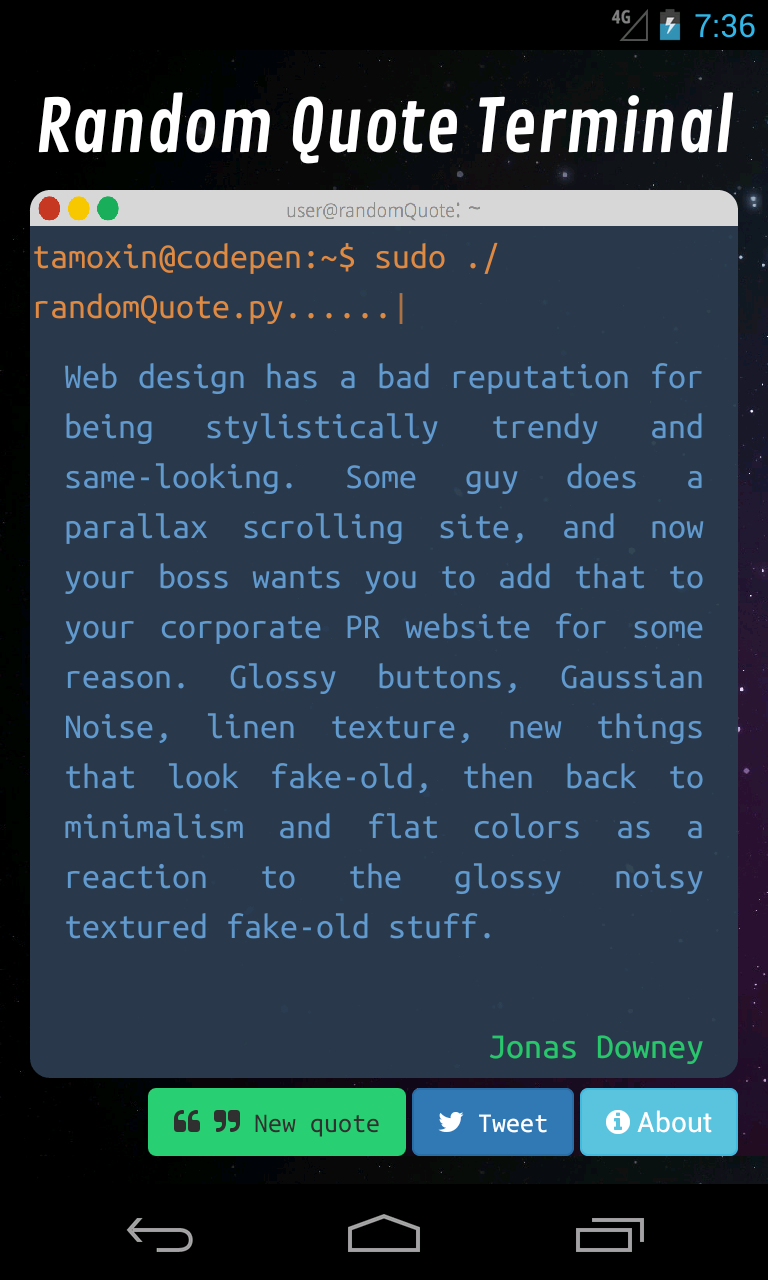 4G 7:36
Random Quote Terminal
user@randomQuote: ~
tamoxin@codepen:~$ sudo ./
randomQuote.py......|
Web design has a bad reputation for
being stylistically trendy and
same-looking. Some guy does a
parallax scrolling site, and now
your boss wants you to add that to
your corporate PR website for some
reason. Glossy buttons, Gaussian
Noise, linen texture, new things
that look fake-old, then back to
minimalism and flat colors as a
reaction to the glossy noisy
textured fake-old stuff.
Jonas Downey
New quote Tweet About